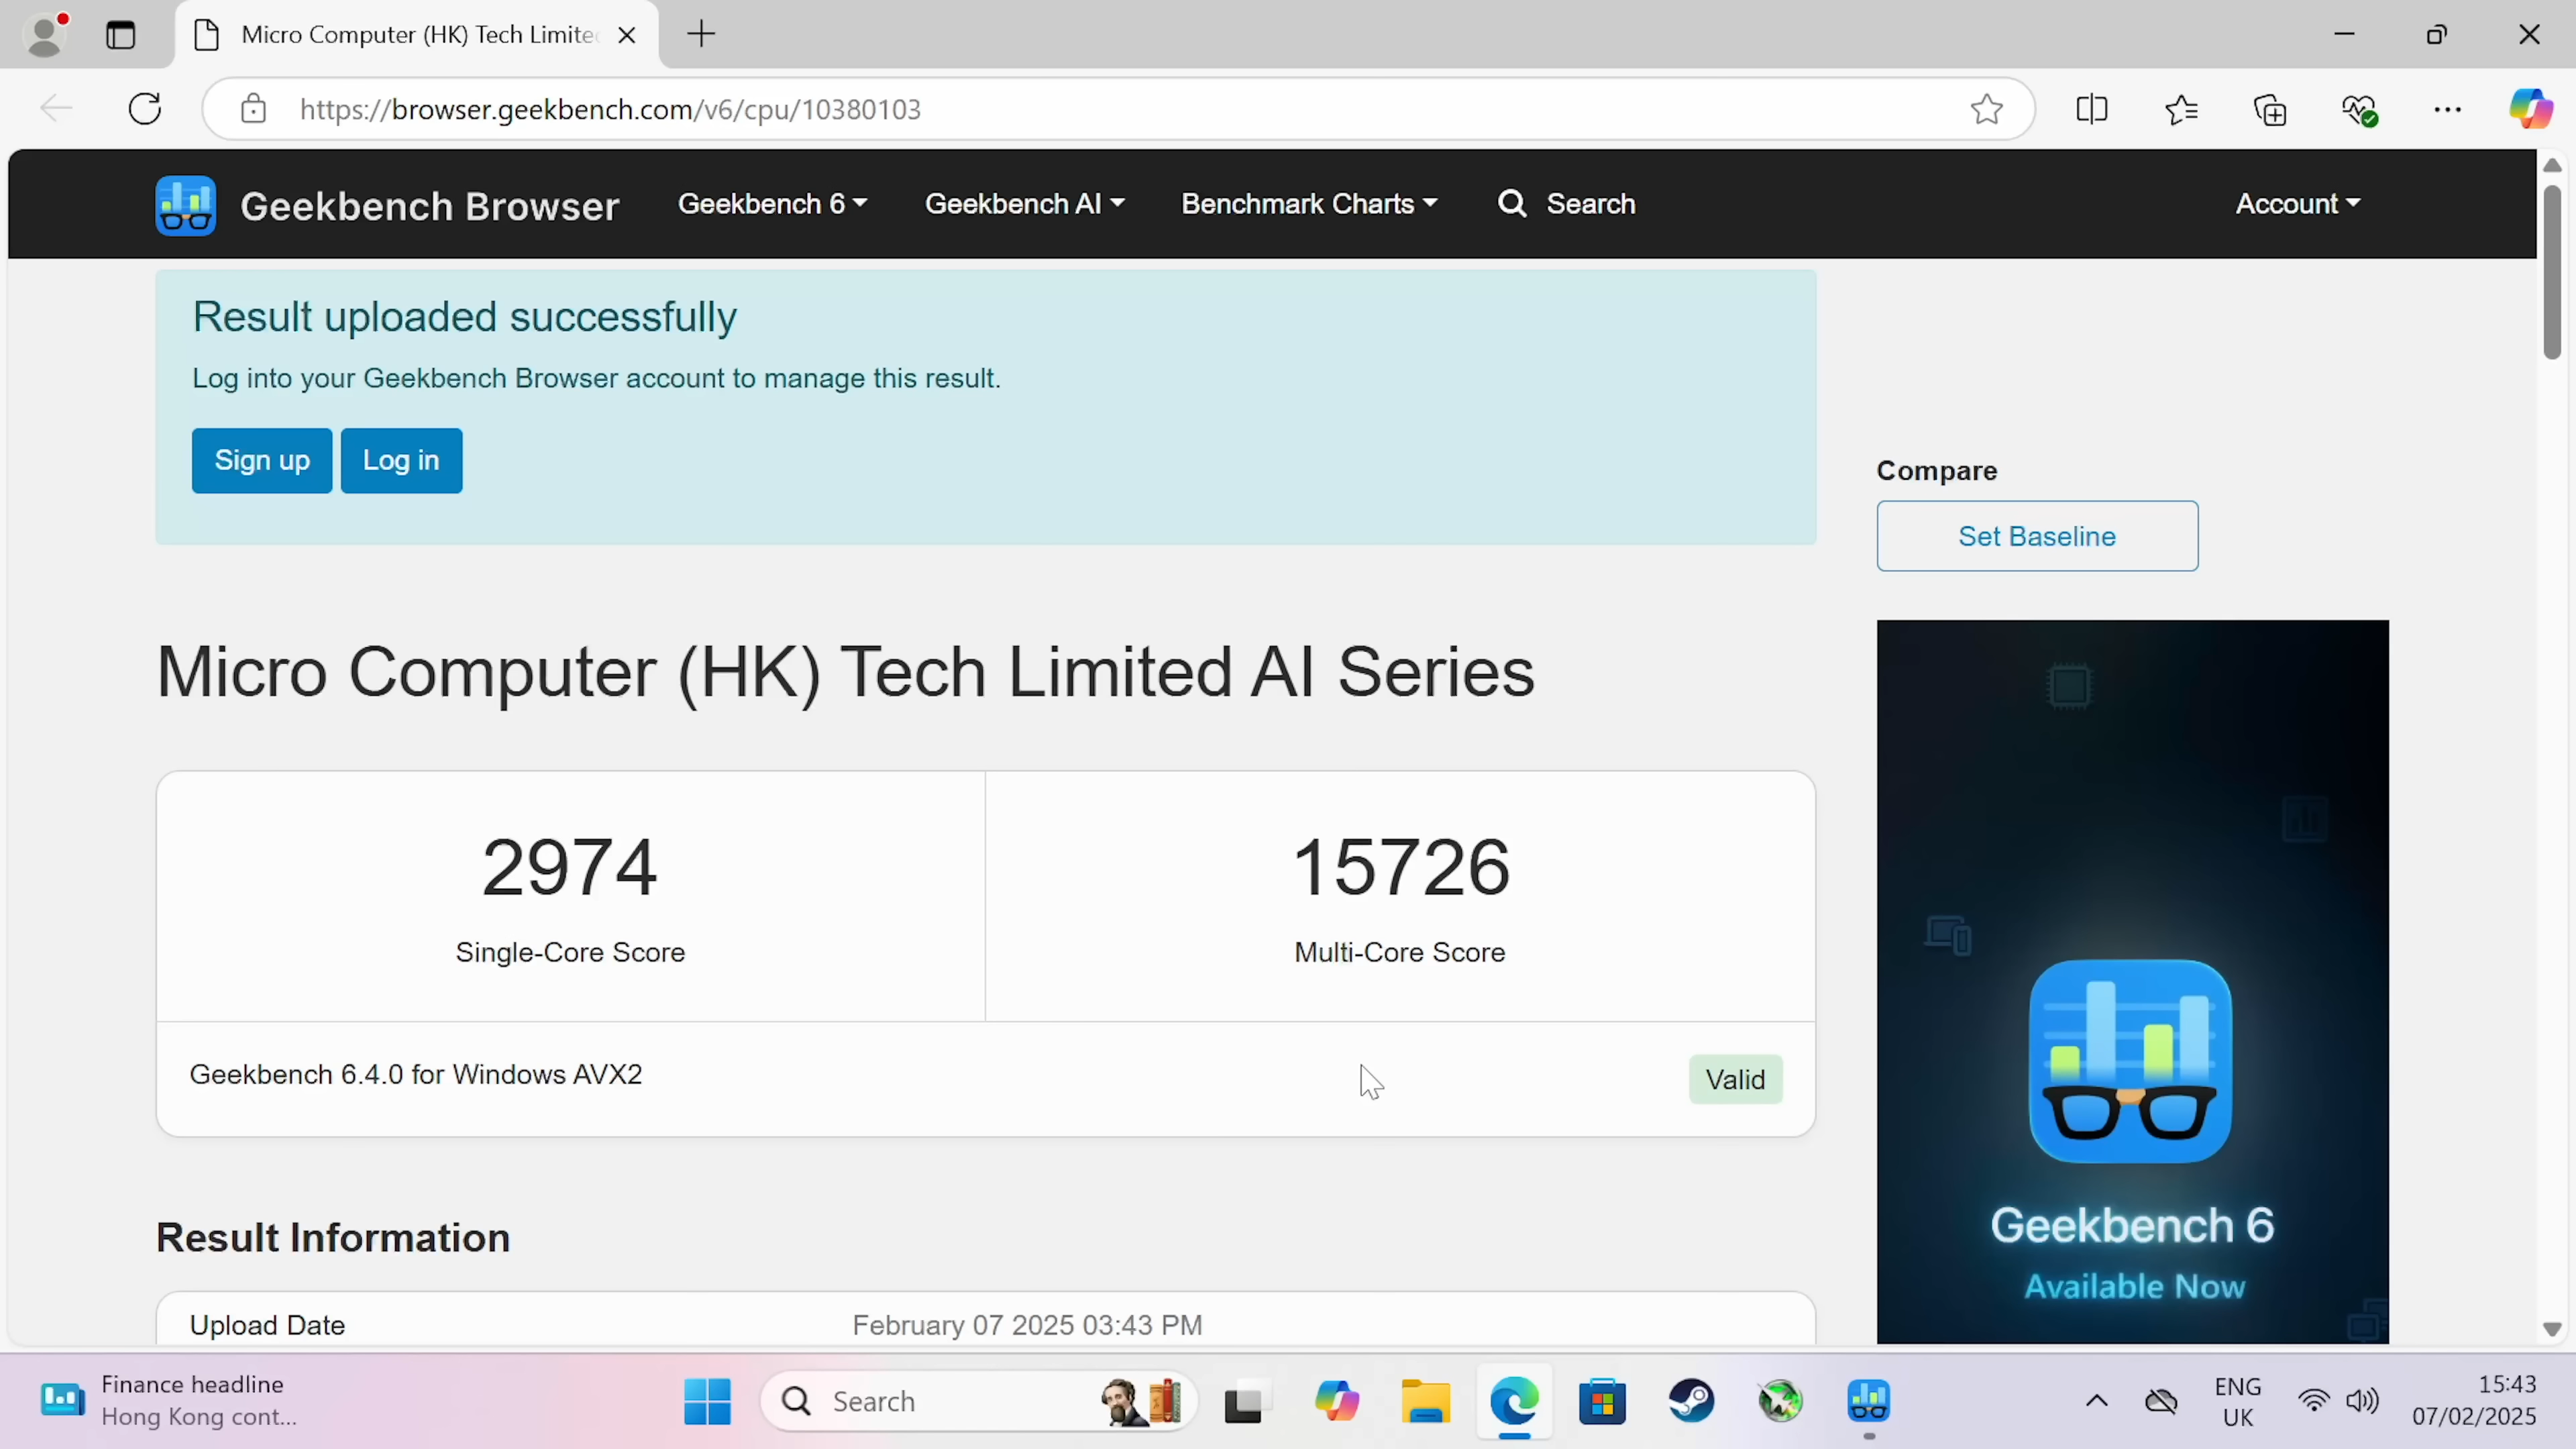 Micro Computer (HK) Tech Limite
https://browser.geekbench.com/v6/cpu/10380103
Geekbench Browser
Geekbench 6
Geekbench AI
Benchmark Charts
Search
Account
Result uploaded successfully
Log into your Geekbench Browser account to manage this result.
Sign up
Log in
Compare
Set Baseline
Micro Computer (HK) Tech Limited AI Series
2974
15726
Single-Core Score
Multi-Core Score
Geekbench 6.4.0 for Windows AVX2
Valid
Geekbench 6
Available Now
Result Information
Upload Date
February 07 2025 03:43 PM
Finance headline
Hong Kong cont...
Search
ENG
UK
15:43
07/02/2025